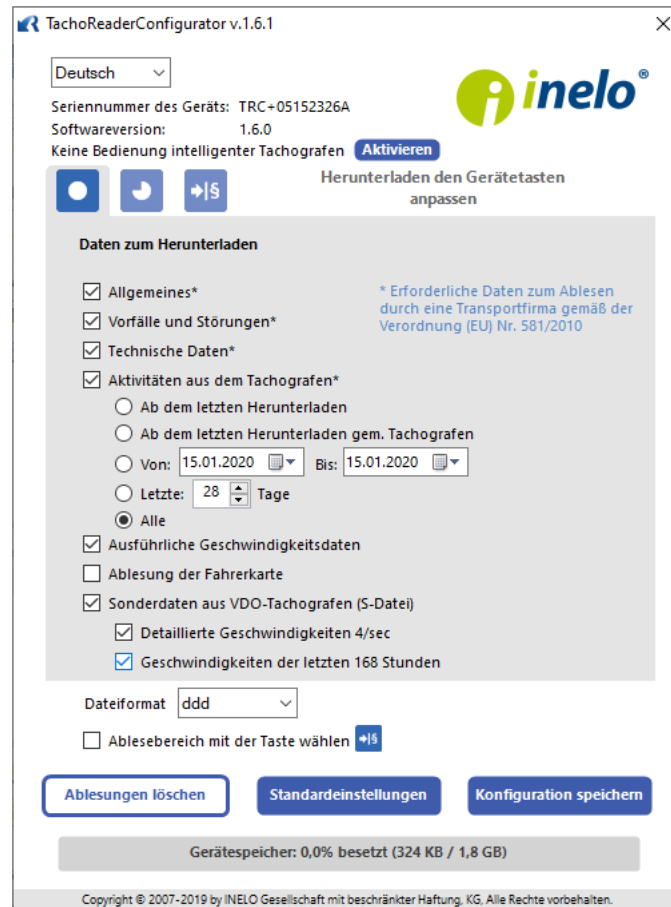 TachoReaderConfigurator v.1.6.1
Deutsch
inelo®
Seriennummer des Geräts: TRC+05152326A
Softwareversion: 1.6.0
Keine Bedienung intelligenter Tachografen Aktivieren
Herunterladen den Gerätetasten
anpassen
Daten zum Herunterladen
Allgemeines*
* Erforderliche Daten zum Ablesen
durch eine Transportfirma gemäß der
Verordnung (EU) Nr. 581/2010
Vorfälle und Störungen*
Technische Daten*
Aktivitäten aus dem Tachografen*
Ab dem letzten Herunterladen
Ab dem letzten Herunterladen gem. Tachografen
Von: 15.01.2020 Bis: 15.01.2020
Letzte: 28 Tage
Alle
Ausführliche Geschwindigkeitsdaten
Ablesung der Fahrerkarte
Sonderdaten aus VDO-Tachografen (S-Datei)
Detaillierte Geschwindigkeiten 4/sec
Geschwindigkeiten der letzten 168 Stunden
Dateiformat ddd
Ablesebereich mit der Taste wählen
Ablesungen löschen Standardeinstellungen Konfiguration speichern
Gerätespeicher: 0,0% besetzt (324 KB / 1,8 GB)
Copyright © 2007-2019 by INELO Gesellschaft mit beschränkter Haftung, KG, Alle Rechte vorbehalten.